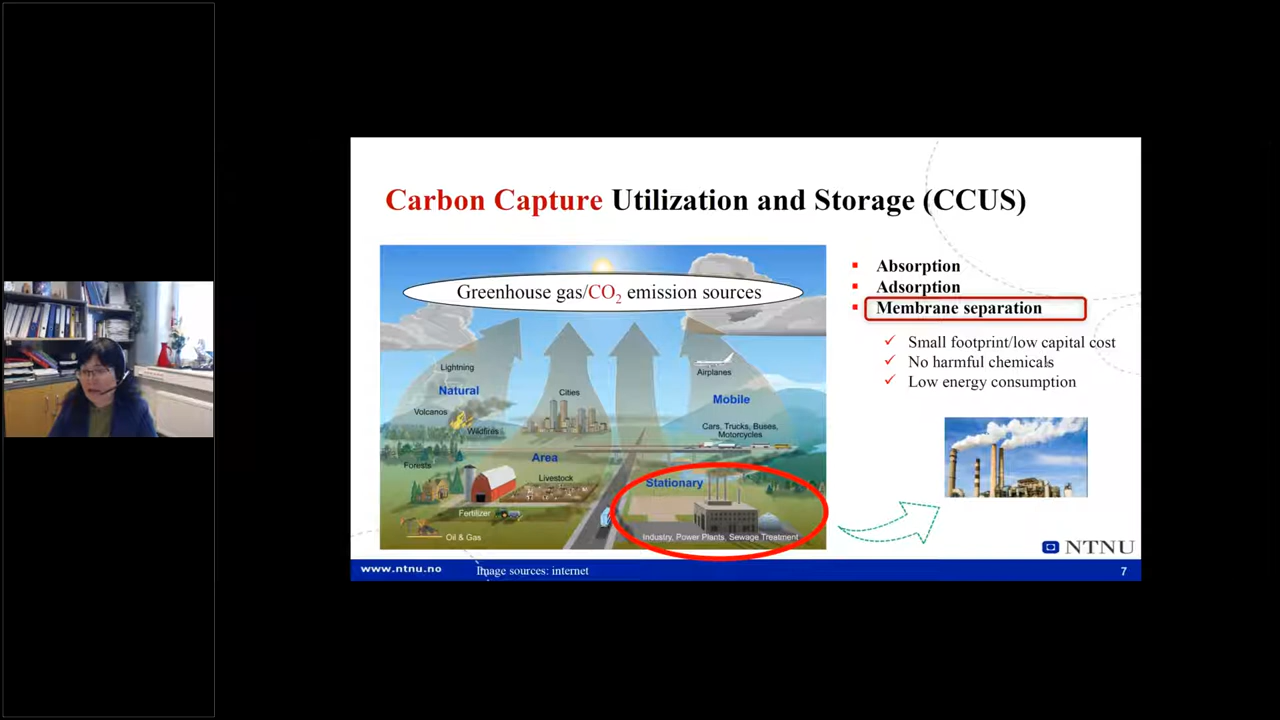 Carbon Capture Utilization and Storage (CCUS)
Greenhouse gas/CO2 emission sources
Lightning
Natural
Volcanos
Wildfires
Forests
Cities
Area
Livestock
Fertilizer
Oil & Gas
Airplanes
Mobile
Cars, Trucks, Buses,
Motorcycles
Stationary
Industry, Power Plants, Sewage Treatment
Absorption
Adsorption
Membrane separation
Small footprint/low capital cost
No harmful chemicals
Low energy consumption
NTNU
www.ntnu.no
Image sources: internet
7